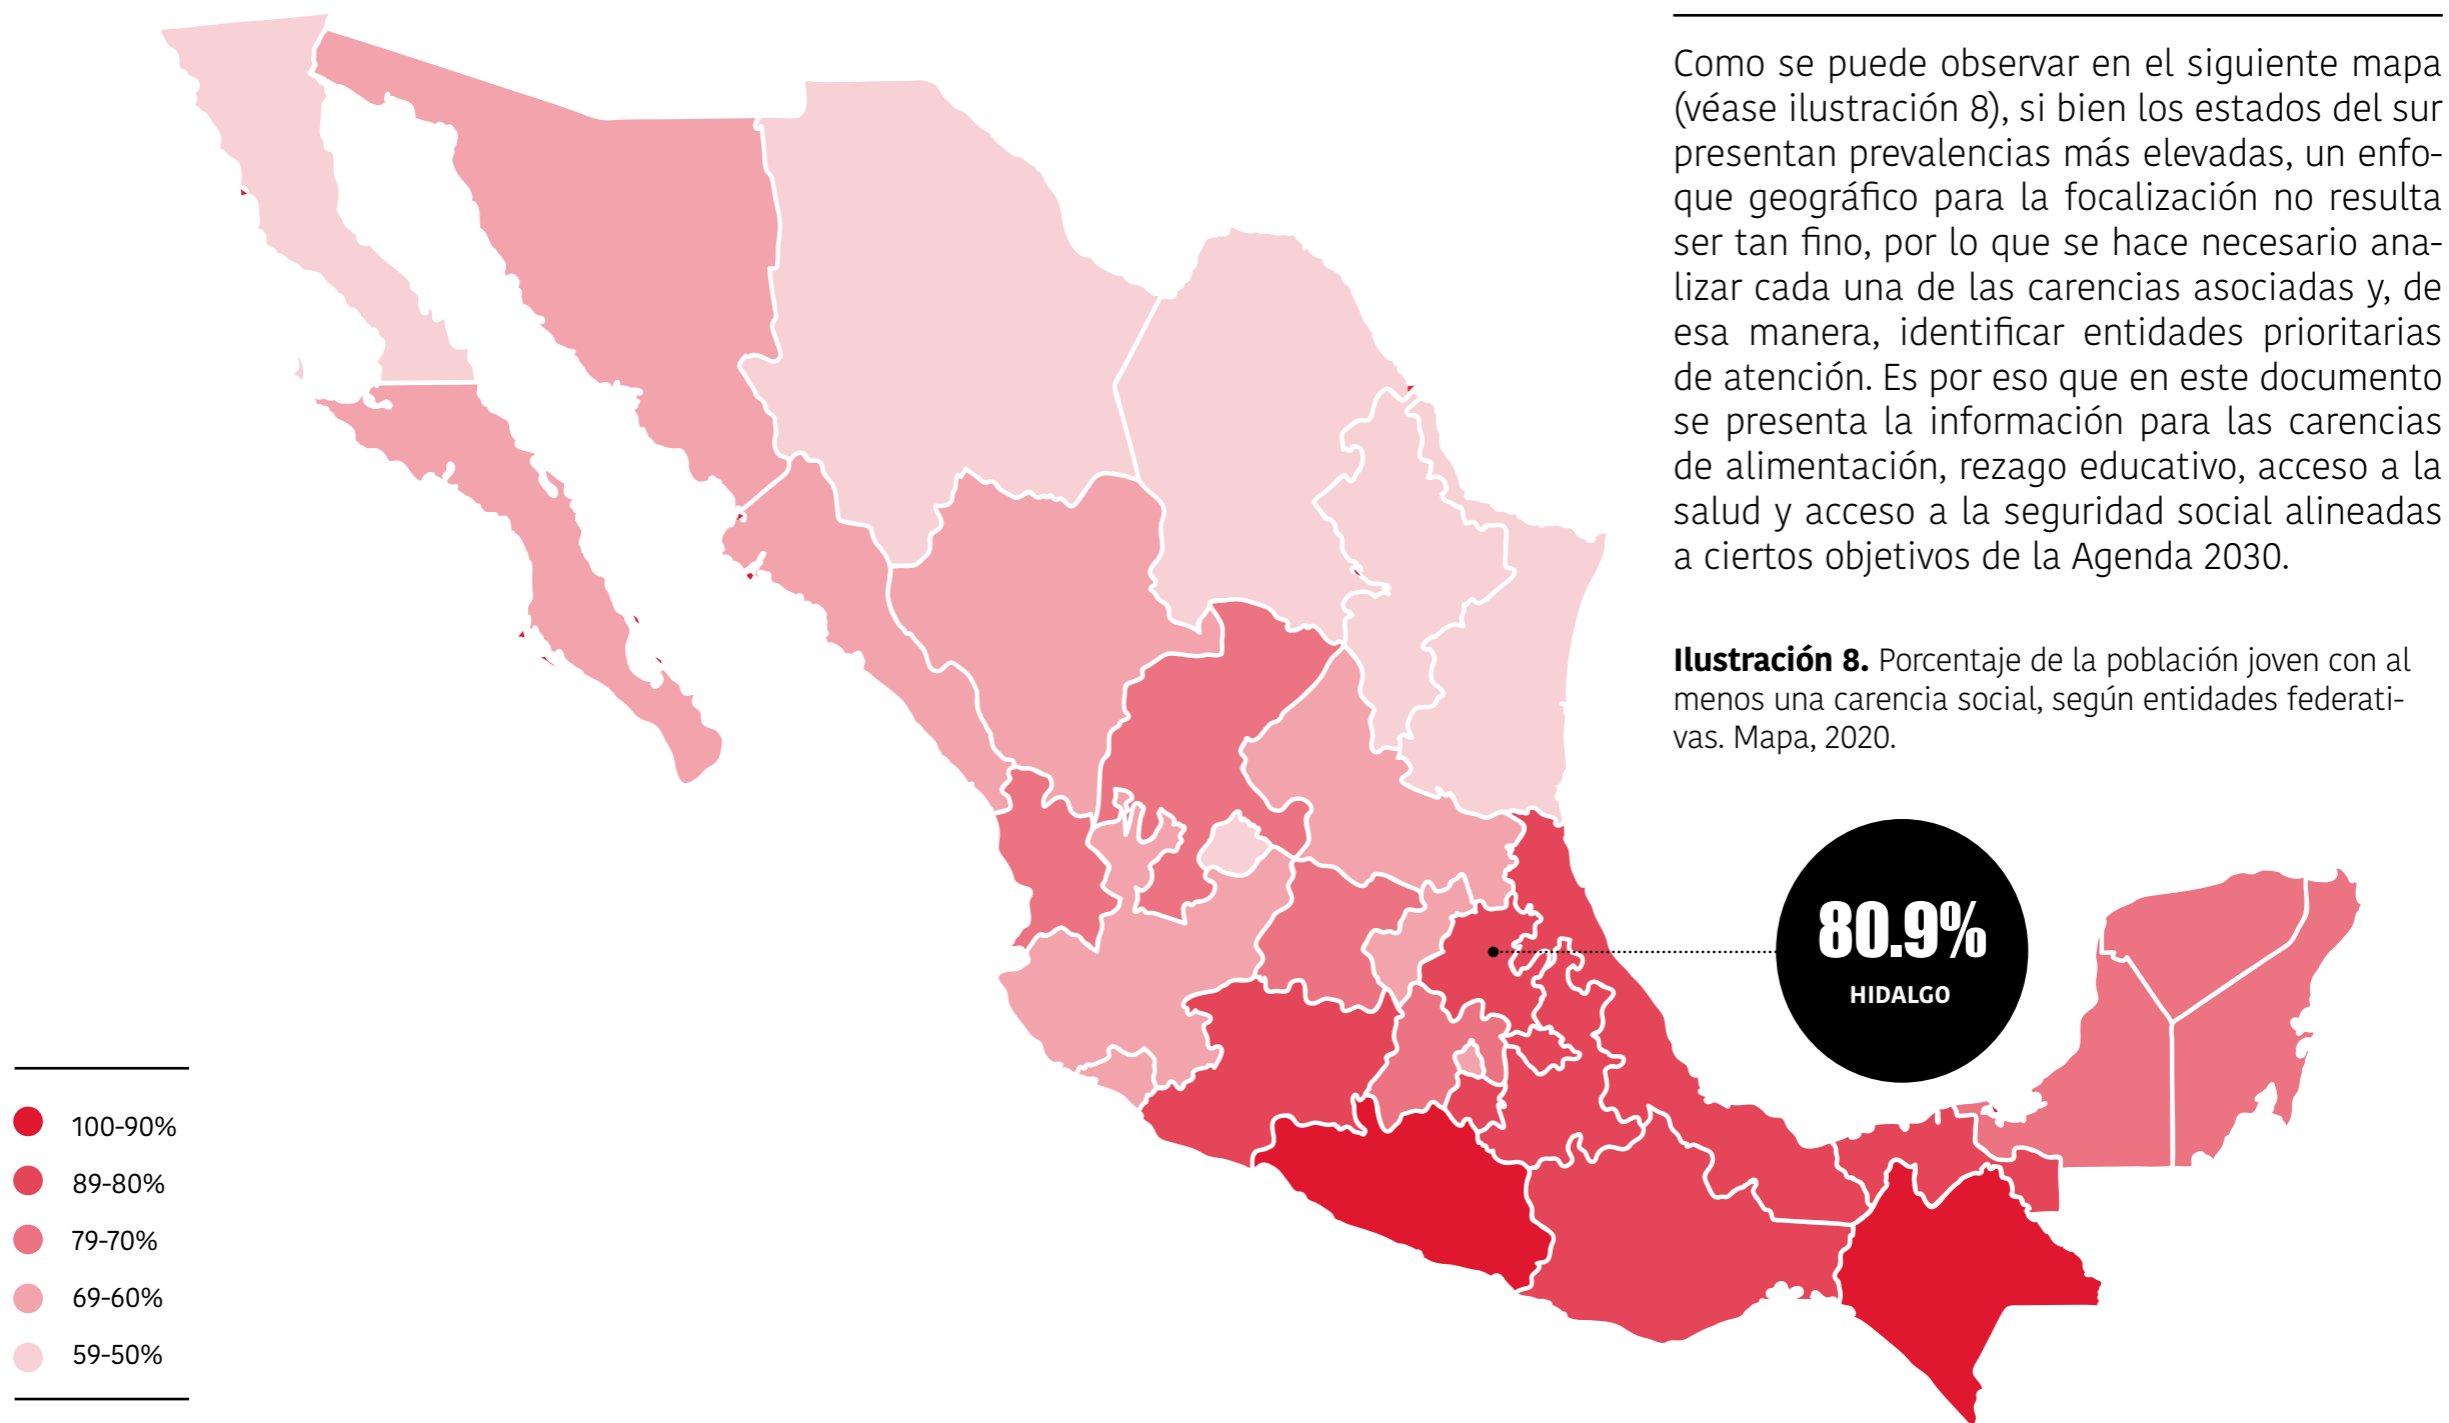 Como se puede observar en el siguiente mapa
(véase ilustración 8), si bien los estados del sur
presentan prevalencias más elevadas, un enfo-
que geográfico para la focalización no resulta
ser tan fino, por lo que se hace necesario ana-
lizar cada una de las carencias asociadas y, de
esa manera, identificar entidades prioritarias
de atención. Es por eso que en este documento
se presenta la información para las carencias
de alimentación, rezago educativo, acceso a la
salud y acceso a la seguridad social alineadas
a ciertos objetivos de la Agenda 2030.
Ilustración 8. Porcentaje de la población joven con al
menos una carencia social, según entidades federati-
vas. Mapa, 2020.
80.9%
HIDALGO
100-90%
89-80%
79-70%
69-60%
59-50%